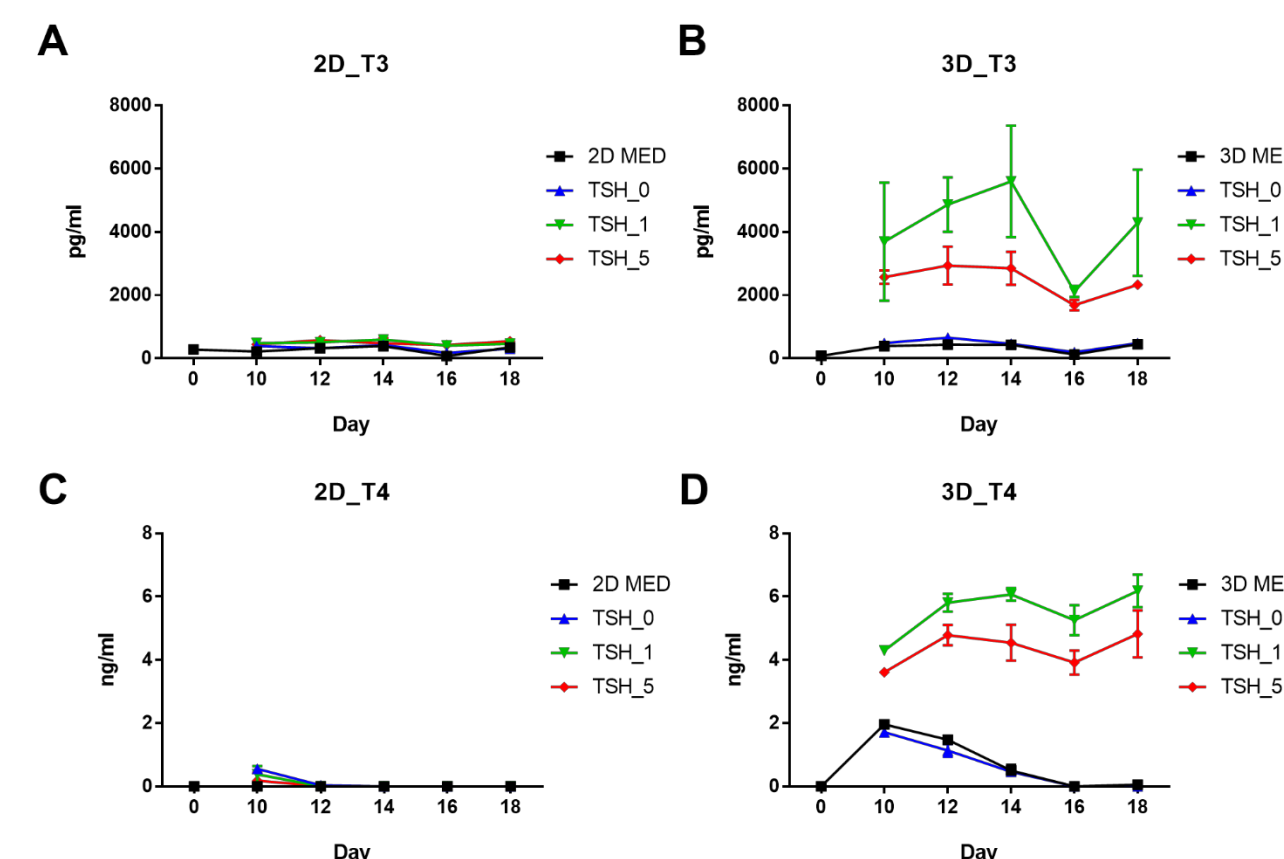 A
2D_T3
8000
6000
4000
2000
0
pg/ml
0 10 12 14 16 18
Day
2D MED
TSH_0
TSH_1
TSH_5
B
3D_T3
8000
6000
4000
2000
0
pg/ml
0 10 12 14 16 18
Day
3D ME
TSH_0
TSH_1
TSH_5
C
2D_T4
8
6
4
2
0
ng/ml
0 10 12 14 16 18
Day
2D MED
TSH_0
TSH_1
TSH_5
D
3D_T4
8
6
4
2
0
ng/ml
0 10 12 14 16 18
Day
3D ME
TSH_0
TSH_1
TSH_5